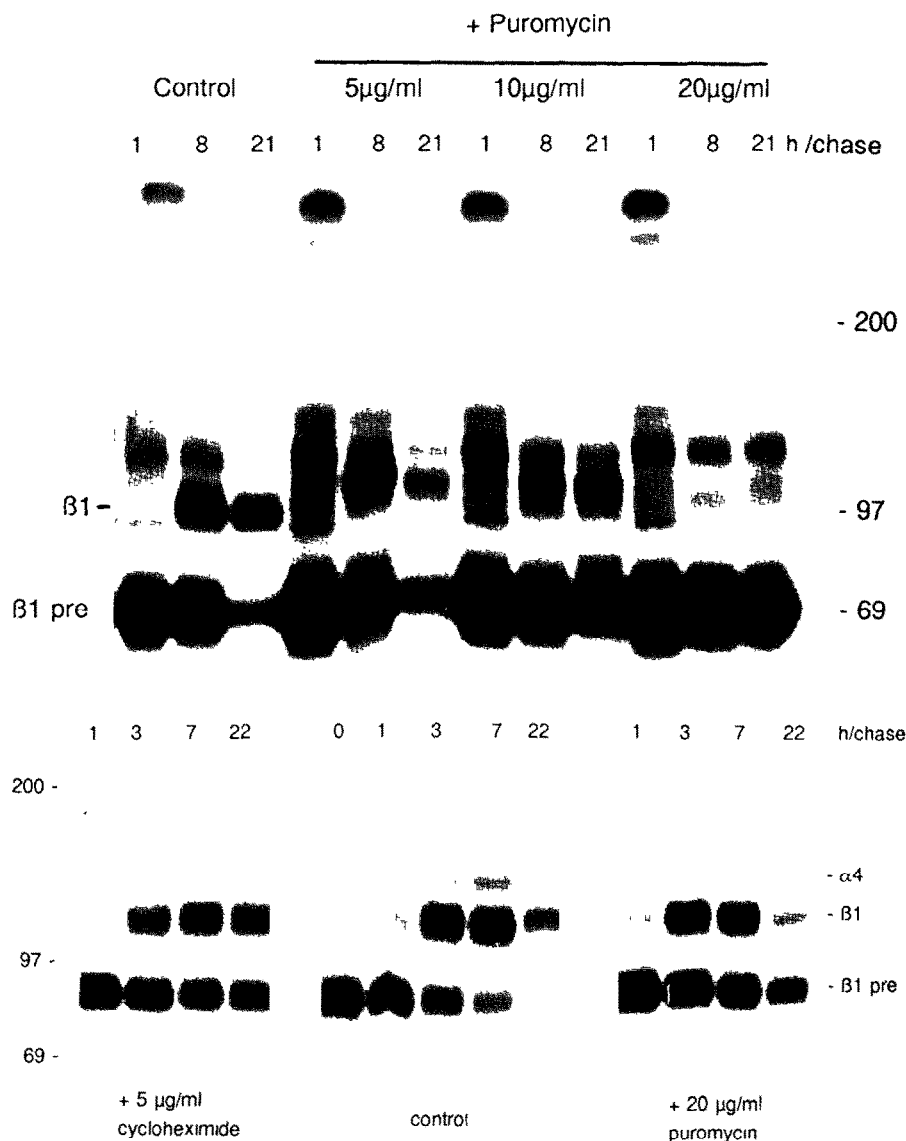 + Puromycin
Control 5µg/ml 10µg/ml 20µg/ml
1 8 21 1 8 21 1 8 21 1 8 21 h /chase
- 200
ß1 - - 97
ß1 pre - 69
1 3 7 22 0 1 3 7 22 1 3 7 22 h/chase
200 -
- α4
- ß1
97 -
- ß1 pre
69 -
+ 5 µg/ml cycloheximide control + 20 µg/ml puromycin